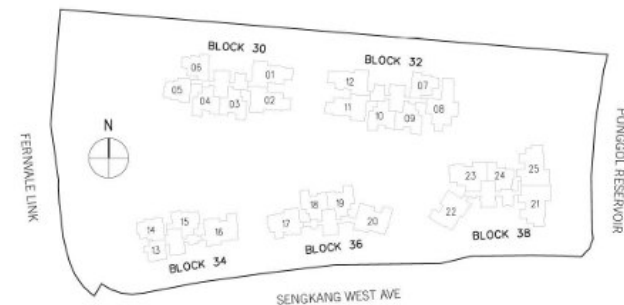 BLOCK 30
06
01
05
04
03
02
BLOCK 32
12
07
11
10
09
08
N
FERNVALE LINK
PUNGGOL RESERVOIR
23
24
25
22
21
BLOCK 38
14
15
16
13
BLOCK 34
18
19
17
20
BLOCK 36
SENGKANG WEST AVE